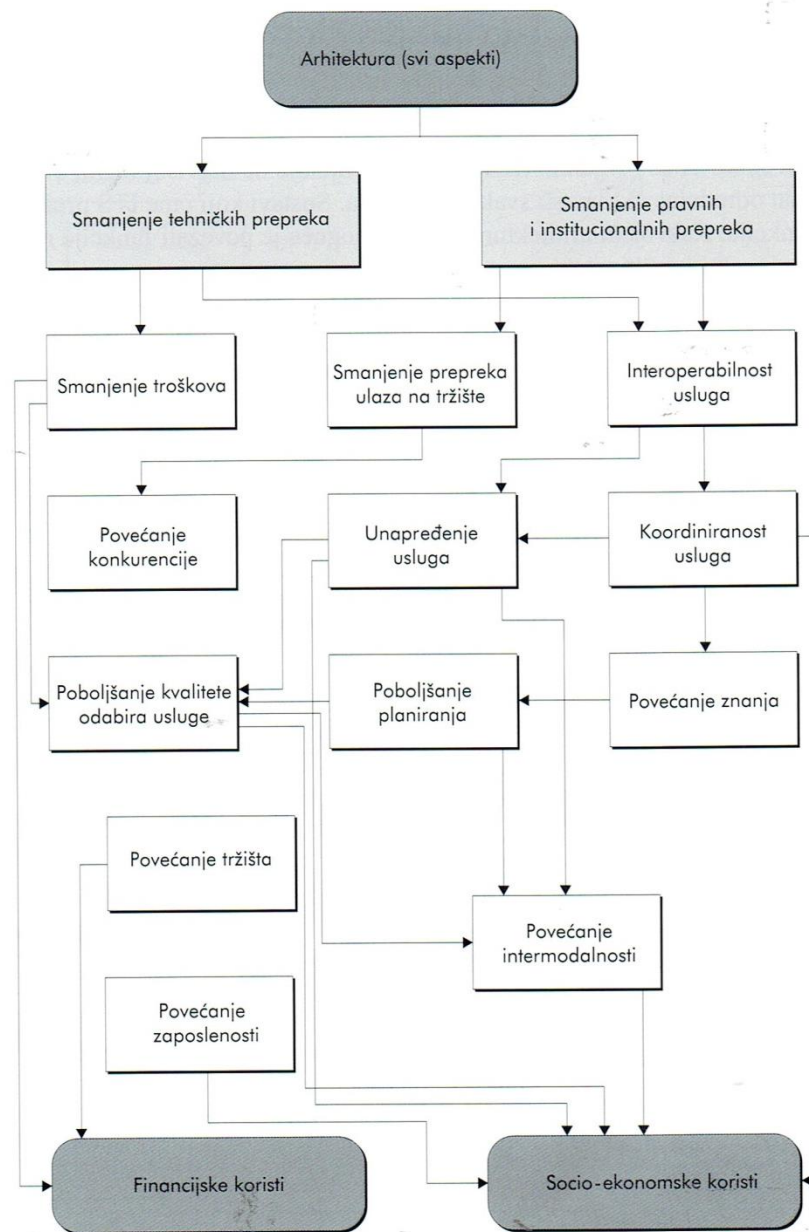 Arhitektura (svi aspekti)
Smanjenje tehničkih prepreka
Smanjenje pravnih
i institucionalnih prepreka
Smanjenje troškova
Smanjenje prepreka
ulaza na tržište
Interoperabilnost
usluga
Povećanje
konkurencije
Unapređenje
usluga
Koordiniranost
usluga
Poboljšanje kvalitete
odabira usluge
Poboljšanje
planiranja
Povećanje znanja
Povećanje tržišta
Povećanje
intermodalnosti
Povećanje
zaposlenosti
Financijske koristi
Socio-ekonomske koristi